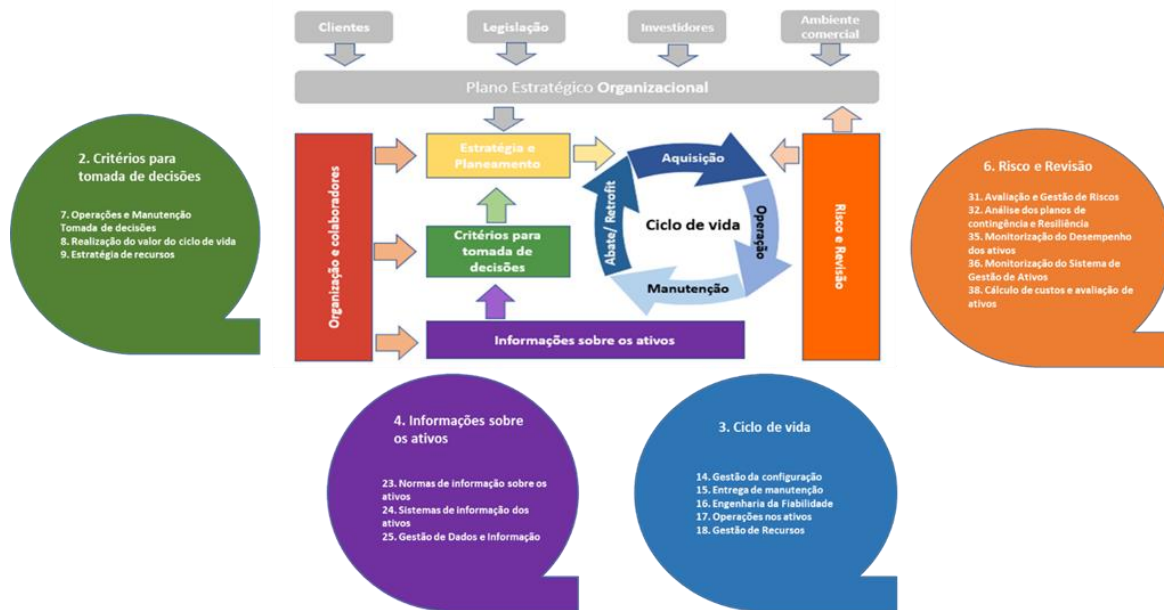 Clientes
Legislação
Investidores
Ambiente
comercial
Plano Estratégico Organizacional
Organização e colaboradores
Estratégia e
Planeamento
Critérios para
tomada de
decisões
Informações sobre os ativos
Aquisição
Operação
Manutenção
Abate/ Retrofit
Ciclo de vida
Risco e Revisão
2. Critérios para
tomada de decisões
7. Operações e Manutenção
Tomada de decisões
8. Realização do valor do ciclo de vida
9. Estratégia de recursos
6. Risco e Revisão
31. Avaliação e Gestão de Riscos
32. Análise dos planos de
contingência e Resiliência
35. Monitorização do Desempenho
dos ativos
36. Monitorização do Sistema de
Gestão de Ativos
38. Cálculo de custos e avaliação de
ativos
4. Informações sobre
os ativos
23. Normas de informação sobre os
ativos
24. Sistemas de informação dos
ativos
25. Gestão de Dados e Informação
3. Ciclo de vida
14. Gestão da configuração
15. Entrega de manutenção
16. Engenharia da Fiabilidade
17. Operações nos ativos
18. Gestão de Recursos